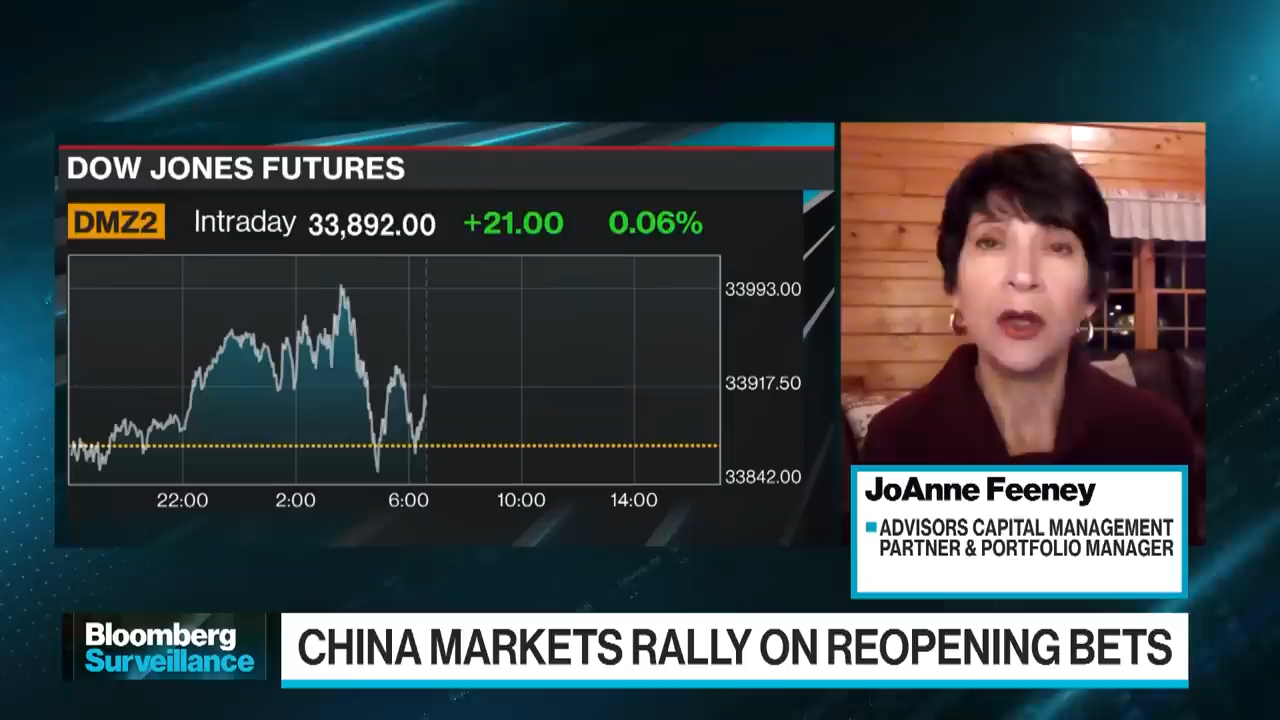 DOW JONES FUTURES
DMZ2 Intraday 33,892.00 +21.00 0.06%
33993.00
33917.50
33842.00
22:00 2:00 6:00 10:00 14:00
JoAnne Feeney
ADVISORS CAPITAL MANAGEMENT
PARTNER & PORTFOLIO MANAGER
Bloomberg
Surveillance
CHINA MARKETS RALLY ON REOPENING BETS